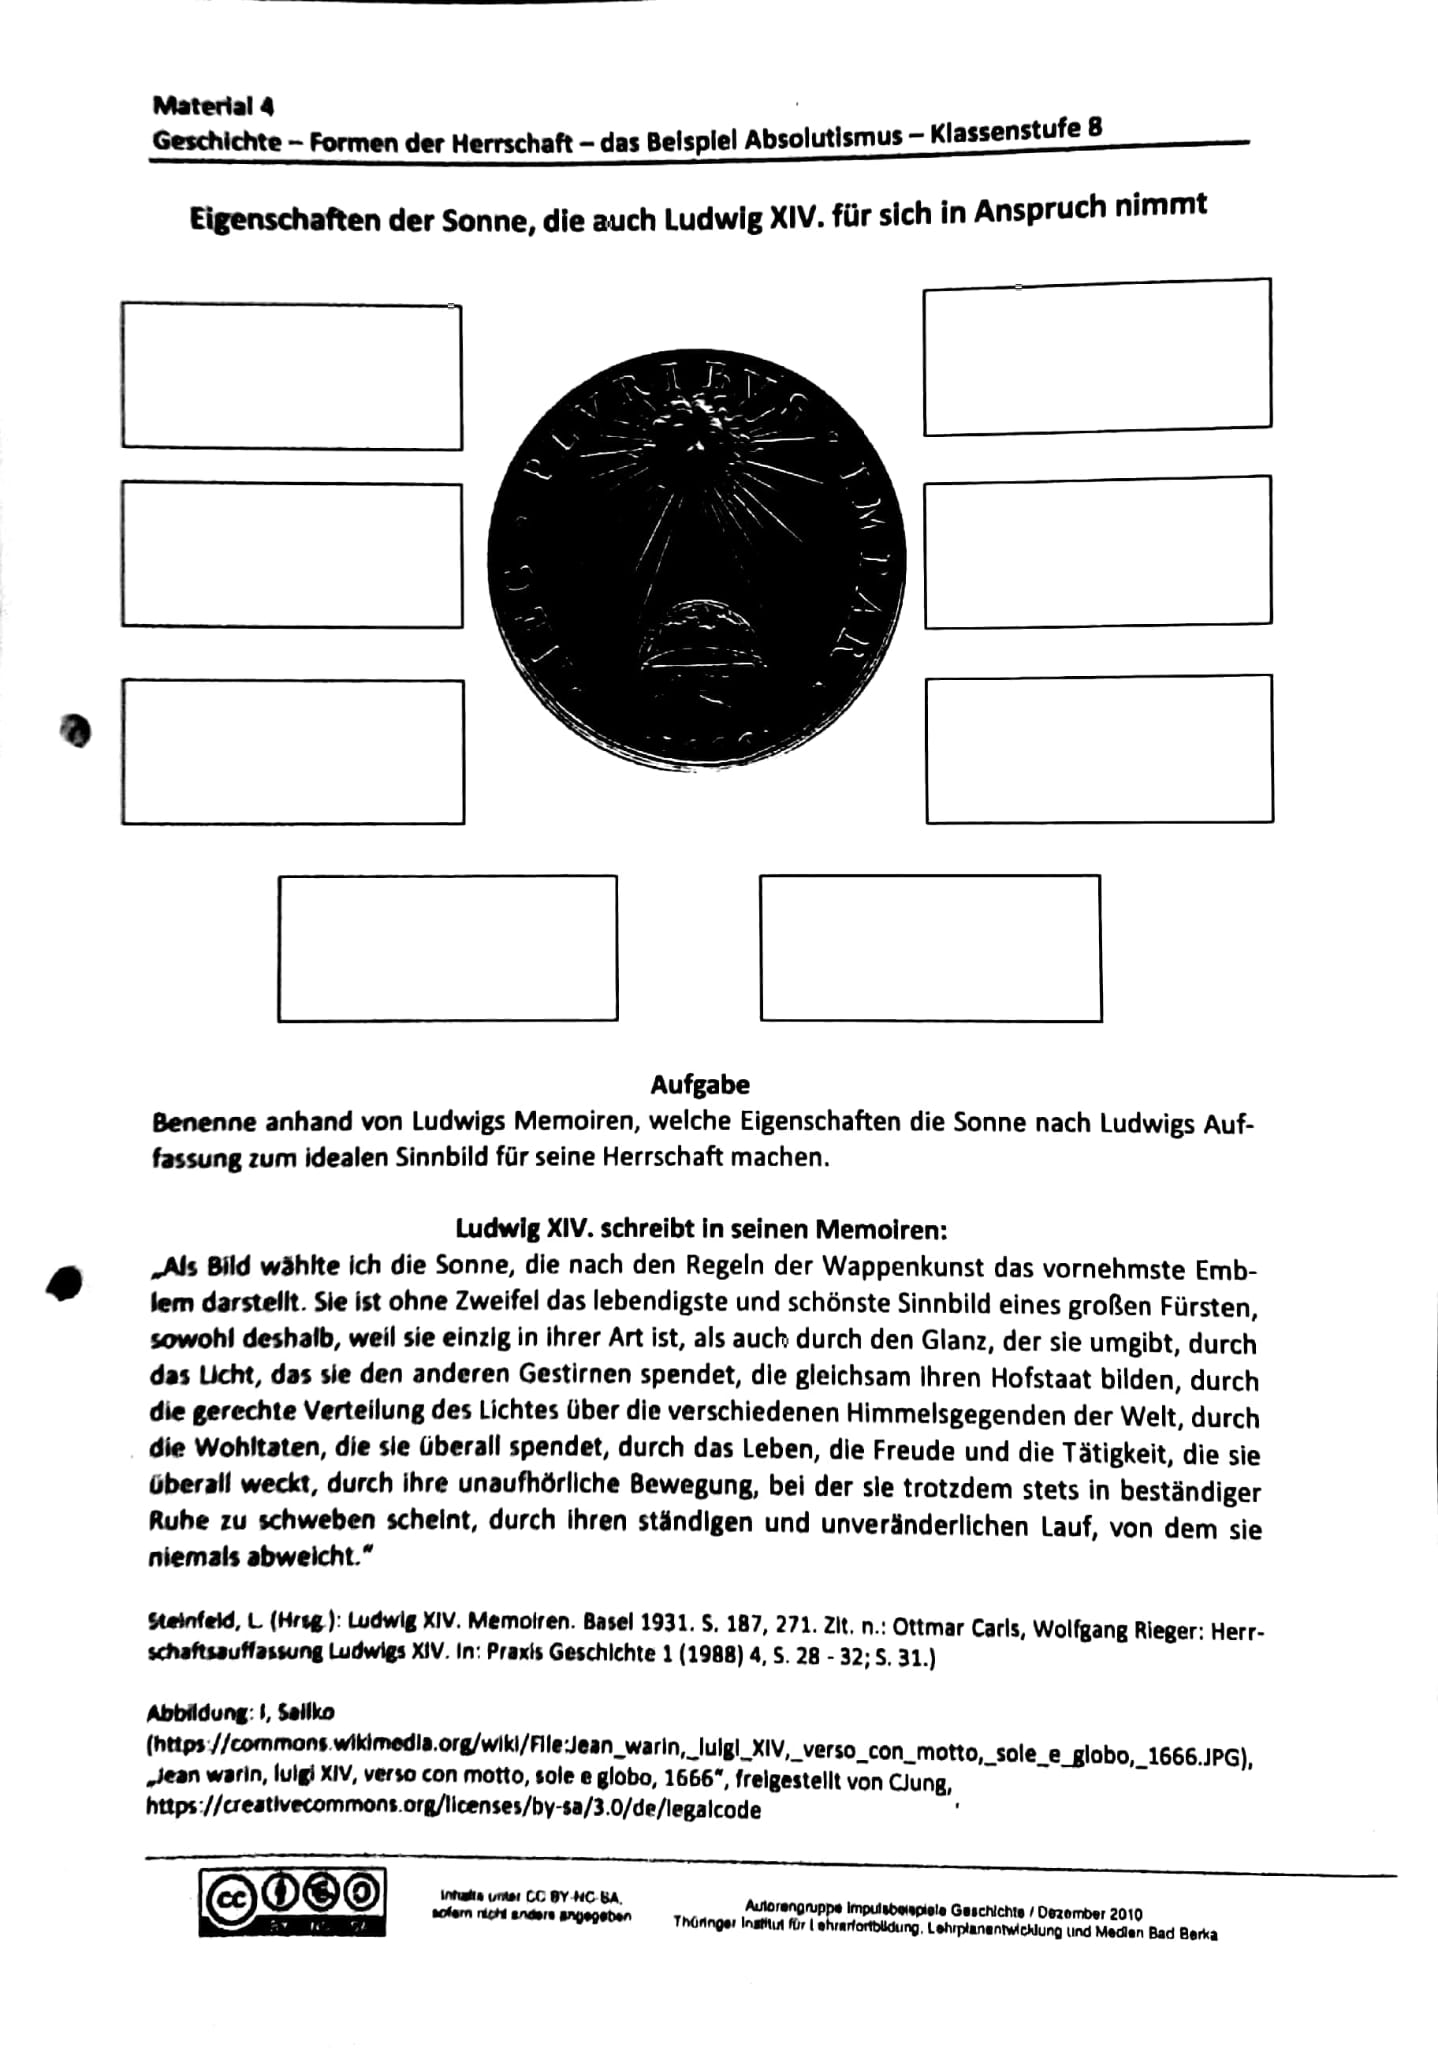 Material 4
Geschichte – Formen der Herrschaft – das Beispiel Absolutismus – Klassenstufe 8
Eigenschaften der Sonne, die auch Ludwig XIV. für sich in Anspruch nimmt
NEC PLVRIBVS IMPAR
Aufgabe
Benenne anhand von Ludwigs Memoiren, welche Eigenschaften die Sonne nach Ludwigs Auf-
fassung zum idealen Sinnbild für seine Herrschaft machen.
Ludwig XIV. schreibt in seinen Memoiren:
„Als Bild wählte ich die Sonne, die nach den Regeln der Wappenkunst das vornehmste Emb-
lem darstellt. Sie ist ohne Zweifel das lebendigste und schönste Sinnbild eines großen Fürsten,
sowohl deshalb, weil sie einzig in ihrer Art ist, als auch durch den Glanz, der sie umgibt, durch
das Licht, das sie den anderen Gestirnen spendet, die gleichsam ihren Hofstaat bilden, durch
die gerechte Verteilung des Lichtes über die verschiedenen Himmelsgegenden der Welt, durch
die Wohltaten, die sie überall spendet, durch das Leben, die Freude und die Tätigkeit, die sie
überall weckt, durch ihre unaufhörliche Bewegung, bei der sie trotzdem stets in beständiger
Ruhe zu schweben scheint, durch ihren ständigen und unveränderlichen Lauf, von dem sie
niemals abweicht.“
Steinfeld, L. (Hrsg.): Ludwig XIV. Memoiren. Basel 1931. S. 187, 271. Zit. n.: Ottmar Carls, Wolfgang Rieger: Herr-
schaftsauffassung Ludwigs XIV. In: Praxis Geschichte 1 (1988) 4, S. 28 - 32; S. 31.)
Abbildung: I, Sailko
(https://commons.wikimedia.org/wiki/File:Jean_warin,_luigi_XIV,_verso_con_motto,_sole_e_globo,_1666.JPG),
„Jean warin, luigi XIV, verso con motto, sole e globo, 1666“, freigestellt von CJung,
https://creativecommons.org/licenses/by-sa/3.0/de/legalcode
cc
BY NC SA
Inhalte unter CC BY-NC-SA,
sofern nicht anders angegeben
Autorengruppe Impulsbeispiele Geschichte / Dezember 2010
Thüringer Institut für Lehrerfortbildung, Lehrplanentwicklung und Medien Bad Berka